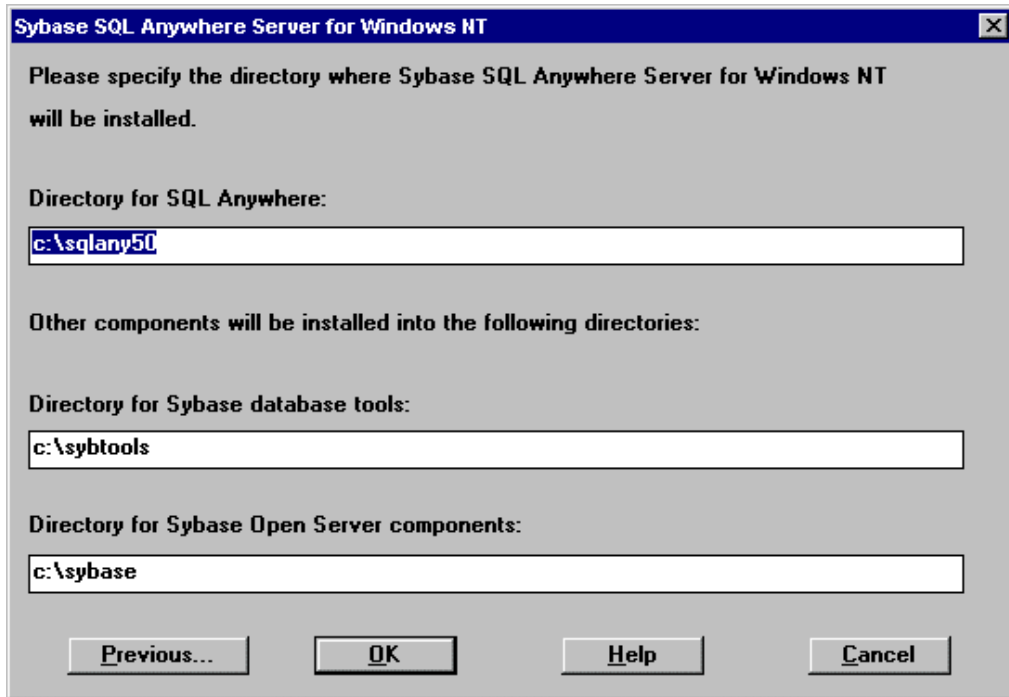 Sybase SQL Anywhere Server for Windows NT
Please specify the directory where Sybase SQL Anywhere Server for Windows NT
will be installed.
Directory for SQL Anywhere:
c:\sqlany50
Other components will be installed into the following directories:
Directory for Sybase database tools:
c:\sybtools
Directory for Sybase Open Server components:
c:\sybase
Previous... OK Help Cancel